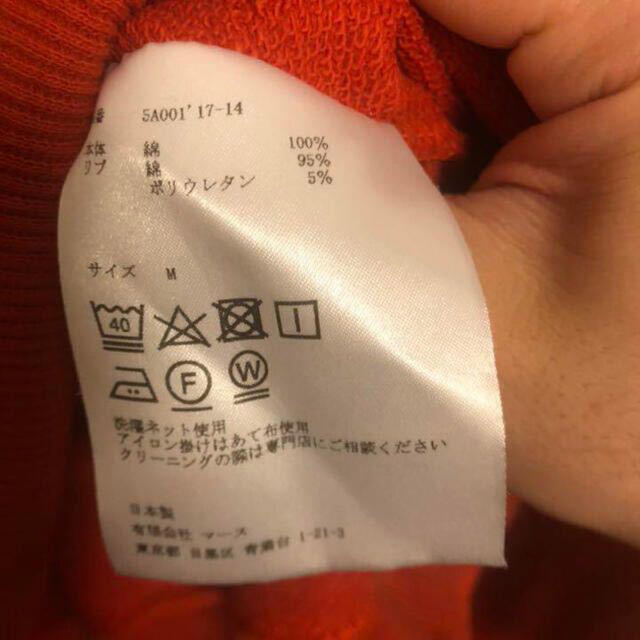 番 5A001'17-14
本体 綿 100%
リブ 綿 95%
ポリウレタン 5%
サイズ M
40
F
W
洗濯ネット使用
アイロン掛けはあて布使用
クリーニングの際は専門店にご相談ください
日本製
有限会社 マーズ
東京都 目黒区 青葉台 1-21-3